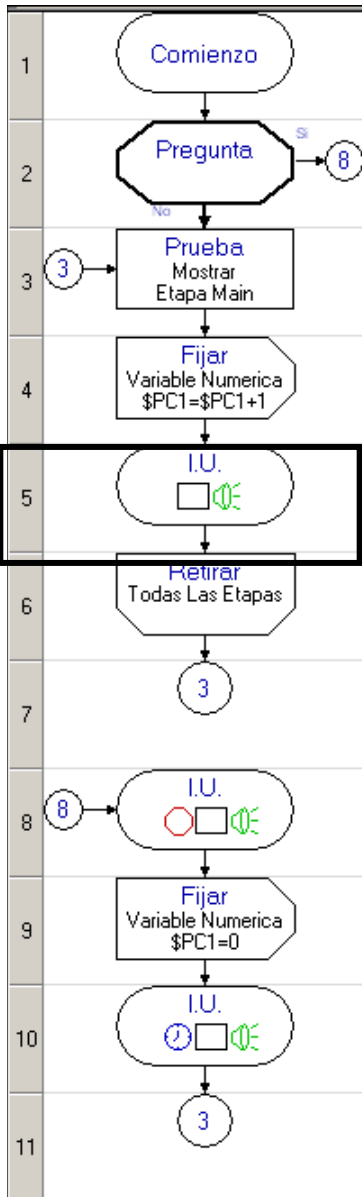 1
Comienzo
2
Pregunta
Si
8
No
3
3
Prueba
Mostrar
Etapa Main
4
Fijar
Variable Numerica
$PC1=$PC1+1
5
I.U.
6
Retirar
Todas Las Etapas
7
3
8
8
I.U.
9
Fijar
Variable Numerica
$PC1=0
10
I.U.
11
3